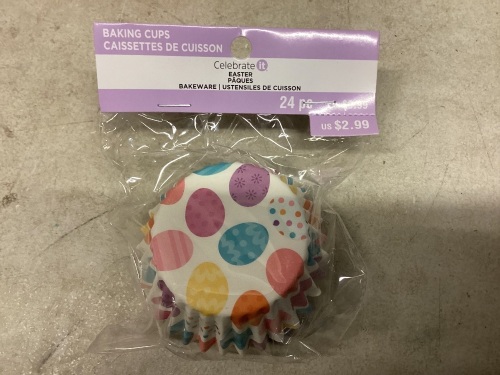 BAKING CUPS
CAISSETTES DE CUISSON
Celebrate it
EASTER
PÂQUES
BAKEWARE | USTENSILES DE CUISSON
24 pc
US $2.99